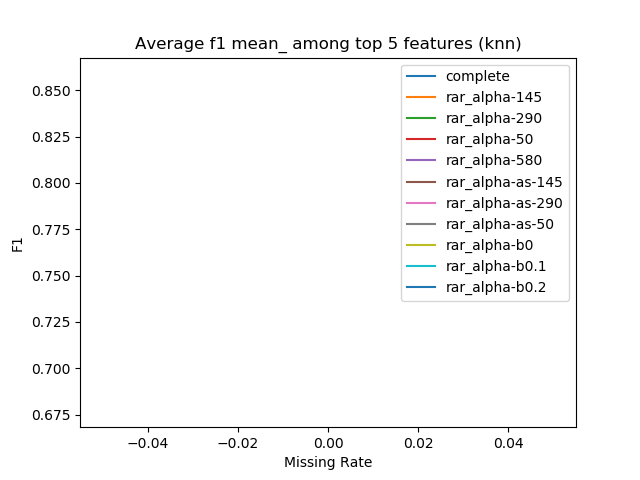 Average f1 mean_ among top 5 features (knn)
complete
rar_alpha-145
rar_alpha-290
rar_alpha-50
rar_alpha-580
rar_alpha-as-145
rar_alpha-as-290
rar_alpha-as-50
rar_alpha-b0
rar_alpha-b0.1
rar_alpha-b0.2
F1
0.850
0.825
0.800
0.775
0.750
0.725
0.700
0.675
−0.04 −0.02 0.00 0.02 0.04
Missing Rate